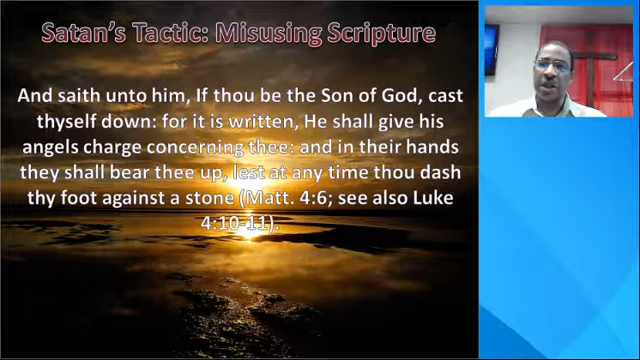 Satan's Tactic: Misusing Scripture
And saith unto him, If thou be the Son of God, cast
thyself down: for it is written, He shall give his
angels charge concerning thee: and in their hands
they shall bear thee up, lest at any time thou dash
thy foot against a stone (Matt. 4:6; see also Luke
4:10-11).